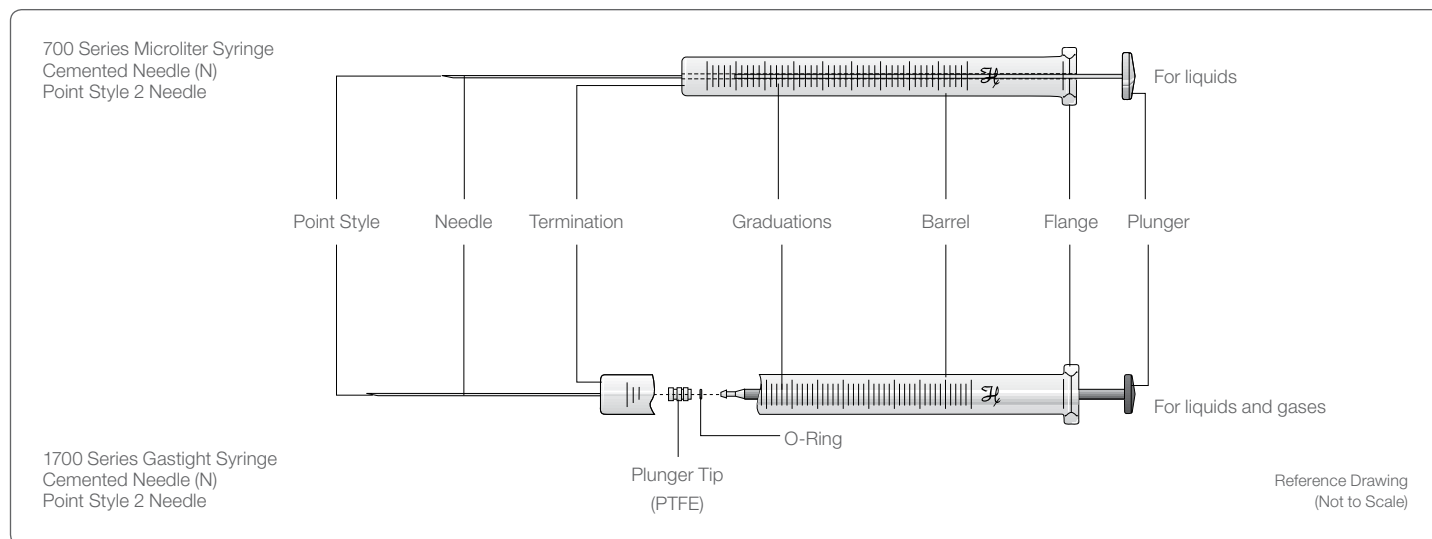 700 Series Microliter Syringe
Cemented Needle (N)
Point Style 2 Needle
For liquids
Point Style
Needle
Termination
Graduations
Barrel
Flange
Plunger
For liquids and gases
O-Ring
Plunger Tip
(PTFE)
1700 Series Gastight Syringe
Cemented Needle (N)
Point Style 2 Needle
Reference Drawing
(Not to Scale)